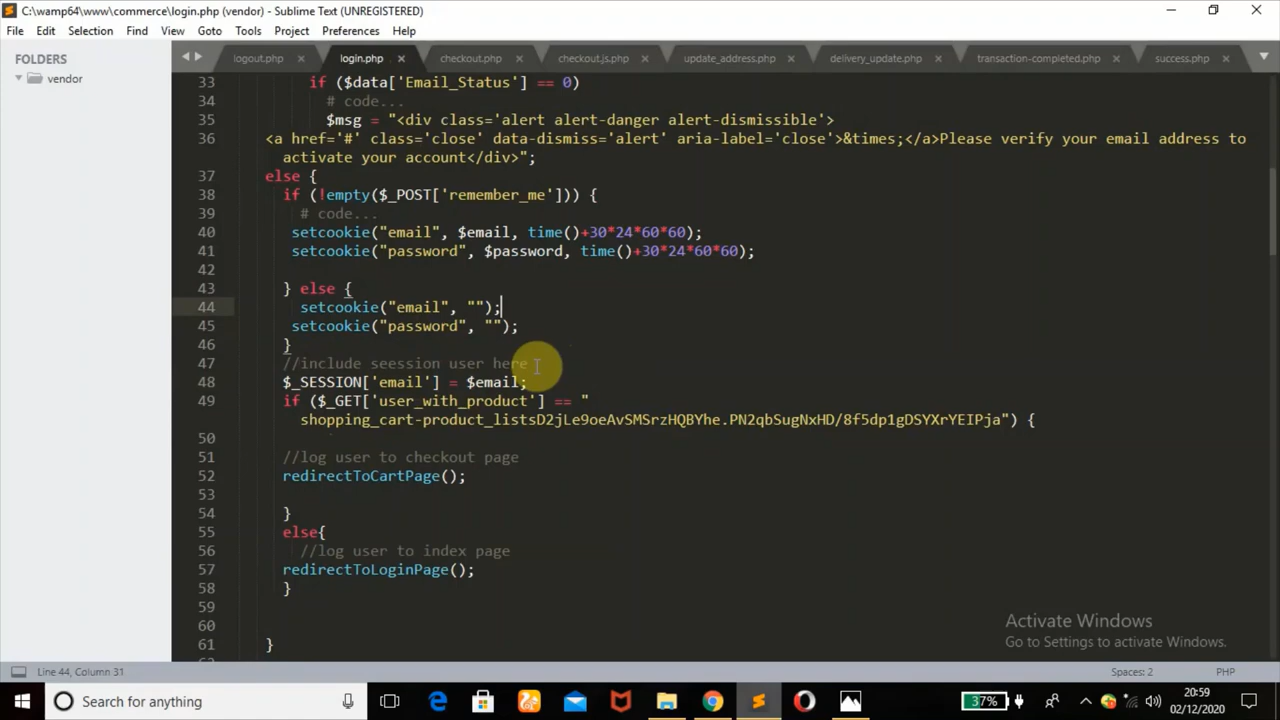 C:\wamp64\www\commerce\login.php (vendor) - Sublime Text (UNREGISTERED)
File Edit Selection Find View Goto Tools Project Preferences Help
FOLDERS
vendor
logout.php login.php checkout.php checkout.js.php update_address.php delivery_update.php transaction-completed.php success.php
33 if ($data['Email_Status'] == 0)
34 # code...
35 $msg = "<div class='alert alert-danger alert-dismissible'>
36 <a href='#' class='close' data-dismiss='alert' aria-label='close'>&times;</a>Please verify your email address to
activate your account</div>";
37 else {
38 if (!empty($_POST['remember_me'])) {
39 # code...
40 setcookie("email", $email, time()+30*24*60*60);
41 setcookie("password", $password, time()+30*24*60*60);
42
43 } else {
44 setcookie("email", "");
45 setcookie("password", "");
46 }
47 //include seession user here
48 $_SESSION['email'] = $email;
49 if ($_GET['user_with_product'] == "
shopping_cart-product_listsD2jLe9oeAvSMSrzHQBYhe.PN2qbSugNxHD/8f5dp1gDSYXrYEIPja") {
50
51 //log user to checkout page
52 redirectToCartPage();
53
54 }
55 else{
56 //log user to index page
57 redirectToLoginPage();
58 }
59
60
61 }
Activate Windows
Go to Settings to activate Windows.
Line 44, Column 31
Spaces: 2
PHP
Search for anything
37%
20:59
02/12/2020